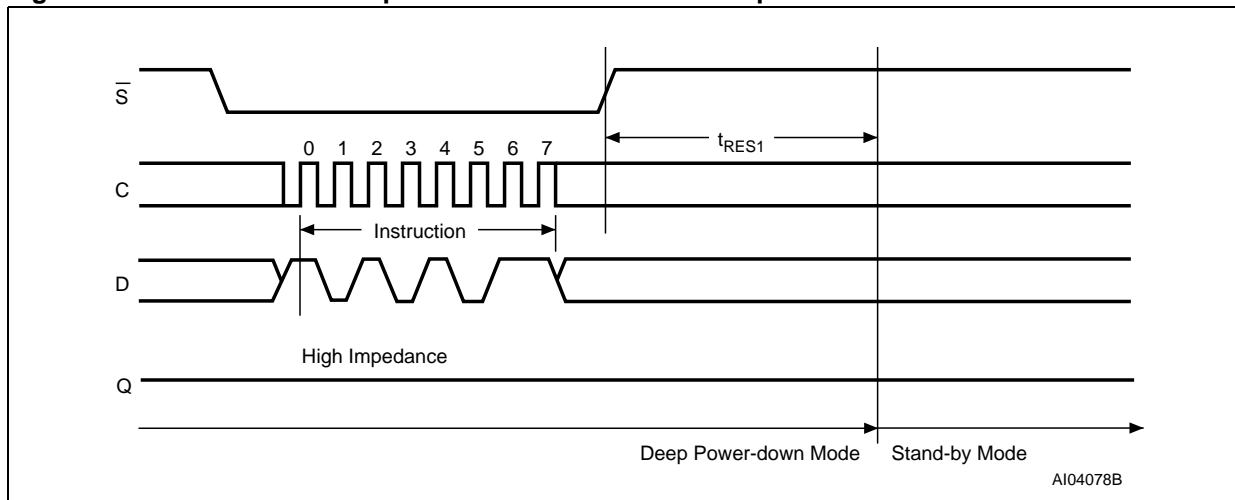 S
tRES1
0 1 2 3 4 5 6 7
C
Instruction
D
High Impedance
Q
Deep Power-down Mode Stand-by Mode
AI04078B